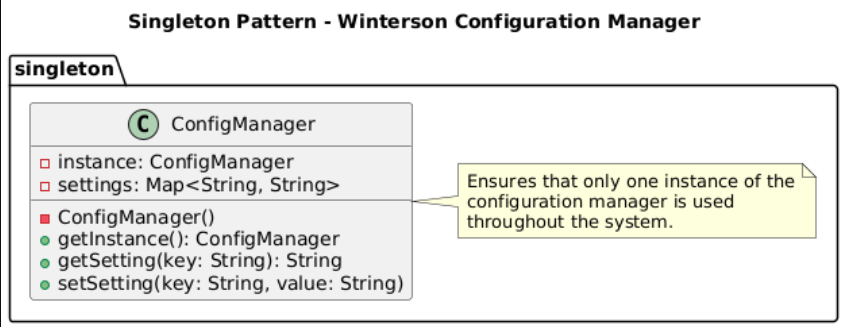 Singleton Pattern - Winterson Configuration Manager
singleton
C ConfigManager
instance: ConfigManager
settings: Map<String, String>
ConfigManager()
getInstance(): ConfigManager
getSetting(key: String): String
setSetting(key: String, value: String)
Ensures that only one instance of the
configuration manager is used
throughout the system.